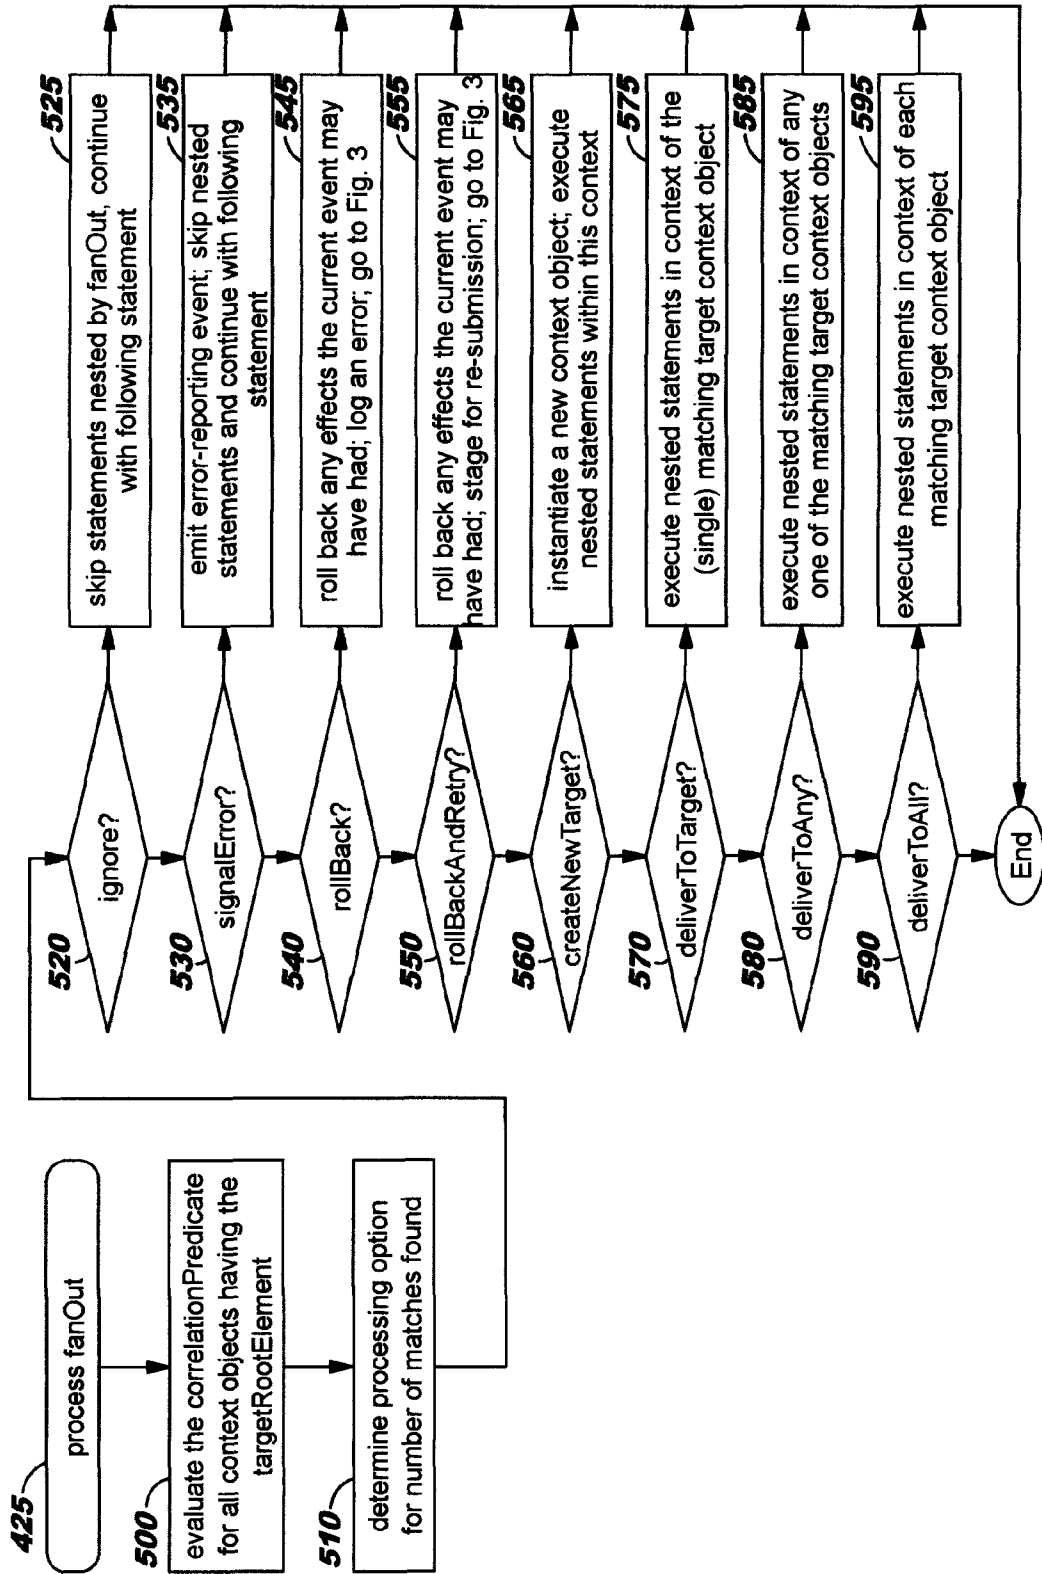 425
process fanOut
500
evaluate the correlationPredicate
for all context objects having the
targetRootElement
510
determine processing option
for number of matches found
520
ignore?
525
skip statements nested by fanOut, continue
with following statement
530
signalError?
535
emit error-reporting event; skip nested
statements and continue with following
statement
540
rollBack?
545
roll back any effects the current event may
have had; log an error; go to Fig. 3
550
rollBackAndRetry?
555
roll back any effects the current event may
have had; stage for re-submission; go to Fig. 3
560
createNewTarget?
565
instantiate a new context object; execute
nested statements within this context
570
deliverToTarget?
575
execute nested statements in context of the
(single) matching target context object
580
deliverToAny?
585
execute nested statements in context of any
one of the matching target context objects
590
deliverToAll?
595
execute nested statements in context of each
matching target context object
End